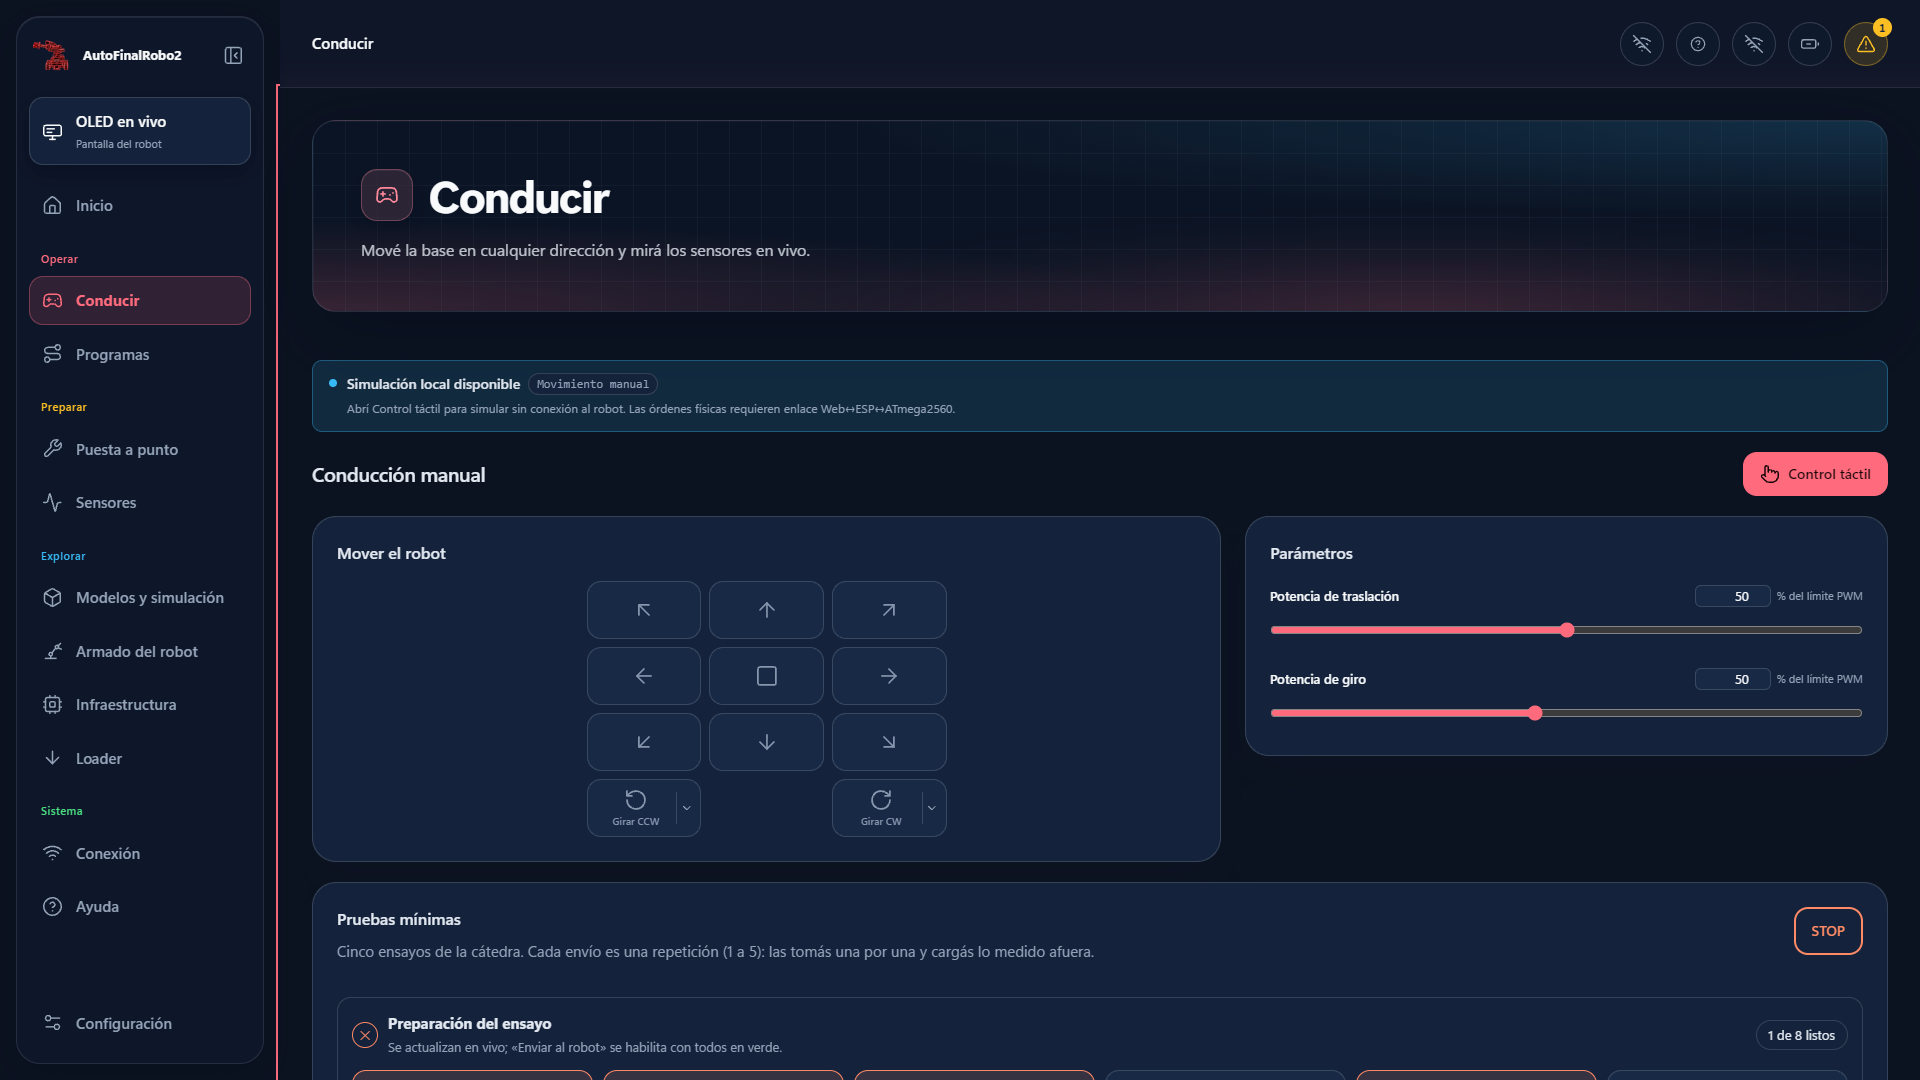 AutoFinalRobo2
OLED en vivo
Pantalla del robot
Inicio
Operar
Conducir
Programas
Preparar
Puesta a punto
Sensores
Explorar
Modelos y simulación
Armado del robot
Infraestructura
Loader
Sistema
Conexión
Ayuda
Configuración
Conducir
1
Conducir
Mové la base en cualquier dirección y mirá los sensores en vivo.
Simulación local disponible Movimiento manual
Abrí Control táctil para simular sin conexión al robot. Las órdenes físicas requieren enlace Web↔ESP↔ATmega2560.
Conducción manual
Control táctil
Mover el robot
Girar CCW
Girar CW
Parámetros
Potencia de traslación 50 % del límite PWM
Potencia de giro 50 % del límite PWM
Pruebas mínimas
Cinco ensayos de la cátedra. Cada envío es una repetición (1 a 5): las tomás una por una y cargás lo medido afuera.
STOP
Preparación del ensayo
Se actualizan en vivo; «Enviar al robot» se habilita con todos en verde.
1 de 8 listos